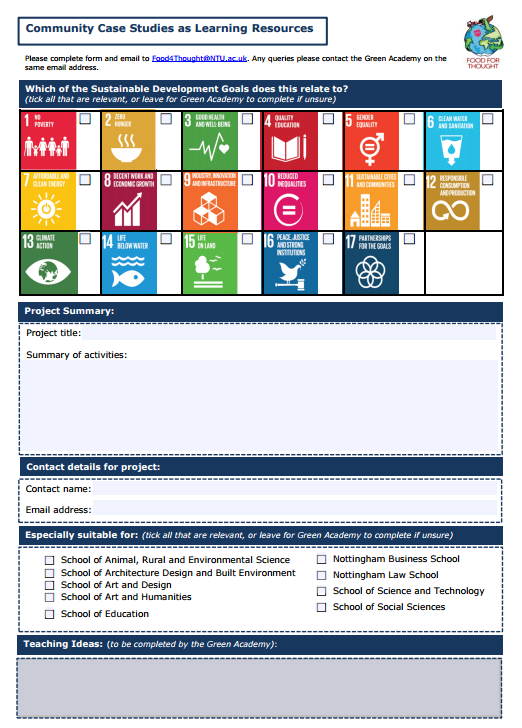 Community Case Studies as Learning Resources
FOOD FOR
THOUGHT
Please complete form and email to Food4Thought@NTU.ac.uk. Any queries please contact the Green Academy on the
same email address.
Which of the Sustainable Development Goals does this relate to?
(tick all that are relevant, or leave for Green Academy to complete if unsure)
1 NO
POVERTY
2 ZERO
HUNGER
3 GOOD HEALTH
AND WELL-BEING
4 QUALITY
EDUCATION
5 GENDER
EQUALITY
6 CLEAN WATER
AND SANITATION
7 AFFORDABLE AND
CLEAN ENERGY
8 DECENT WORK AND
ECONOMIC GROWTH
9 INDUSTRY, INNOVATION
AND INFRASTRUCTURE
10 REDUCED
INEQUALITIES
11 SUSTAINABLE CITIES
AND COMMUNITIES
12 RESPONSIBLE
CONSUMPTION
AND PRODUCTION
13 CLIMATE
ACTION
14 LIFE
BELOW WATER
15 LIFE
ON LAND
16 PEACE, JUSTICE
AND STRONG
INSTITUTIONS
17 PARTNERSHIPS
FOR THE GOALS
Project Summary:
Project title:
Summary of activities:
Contact details for project:
Contact name:
Email address:
Especially suitable for: (tick all that are relevant, or leave for Green Academy to complete if unsure)
School of Animal, Rural and Environmental Science
School of Architecture Design and Built Environment
School of Art and Design
School of Art and Humanities
School of Education
Nottingham Business School
Nottingham Law School
School of Science and Technology
School of Social Sciences
Teaching Ideas: (to be completed by the Green Academy):